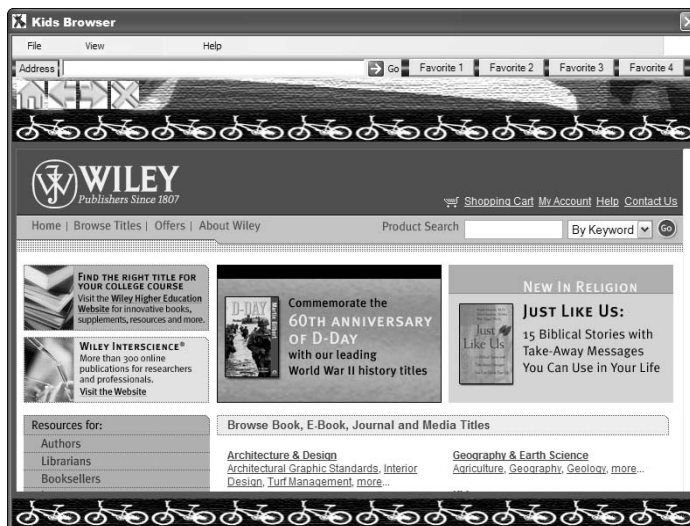 Kids Browser
File View Help
Address Go Favorite 1 Favorite 2 Favorite 3 Favorite 4
WILEY
Publishers Since 1807
Shopping Cart My Account Help Contact Us
Home | Browse Titles | Offers | About Wiley Product Search By Keyword GO
FIND THE RIGHT TITLE FOR
YOUR COLLEGE COURSE
Visit the Wiley Higher Education
Website for innovative books,
supplements, resources and more.
WILEY INTERSCIENCE®
More than 300 online
publications for researchers
and professionals.
Visit the Website
D-DAY
Commemorate the
60TH ANNIVERSARY
OF D-DAY
with our leading
World War II history titles
NEW IN RELIGION
Just
Like Us
JUST LIKE US:
15 Biblical Stories with
Take-Away Messages
You Can Use in Your Life
Resources for:
Authors
Librarians
Booksellers
Browse Book, E-Book, Journal and Media Titles
Architecture & Design
Architectural Graphic Standards, Interior
Design, Turf Management, more...
Geography & Earth Science
Agriculture, Geography, Geology, more...